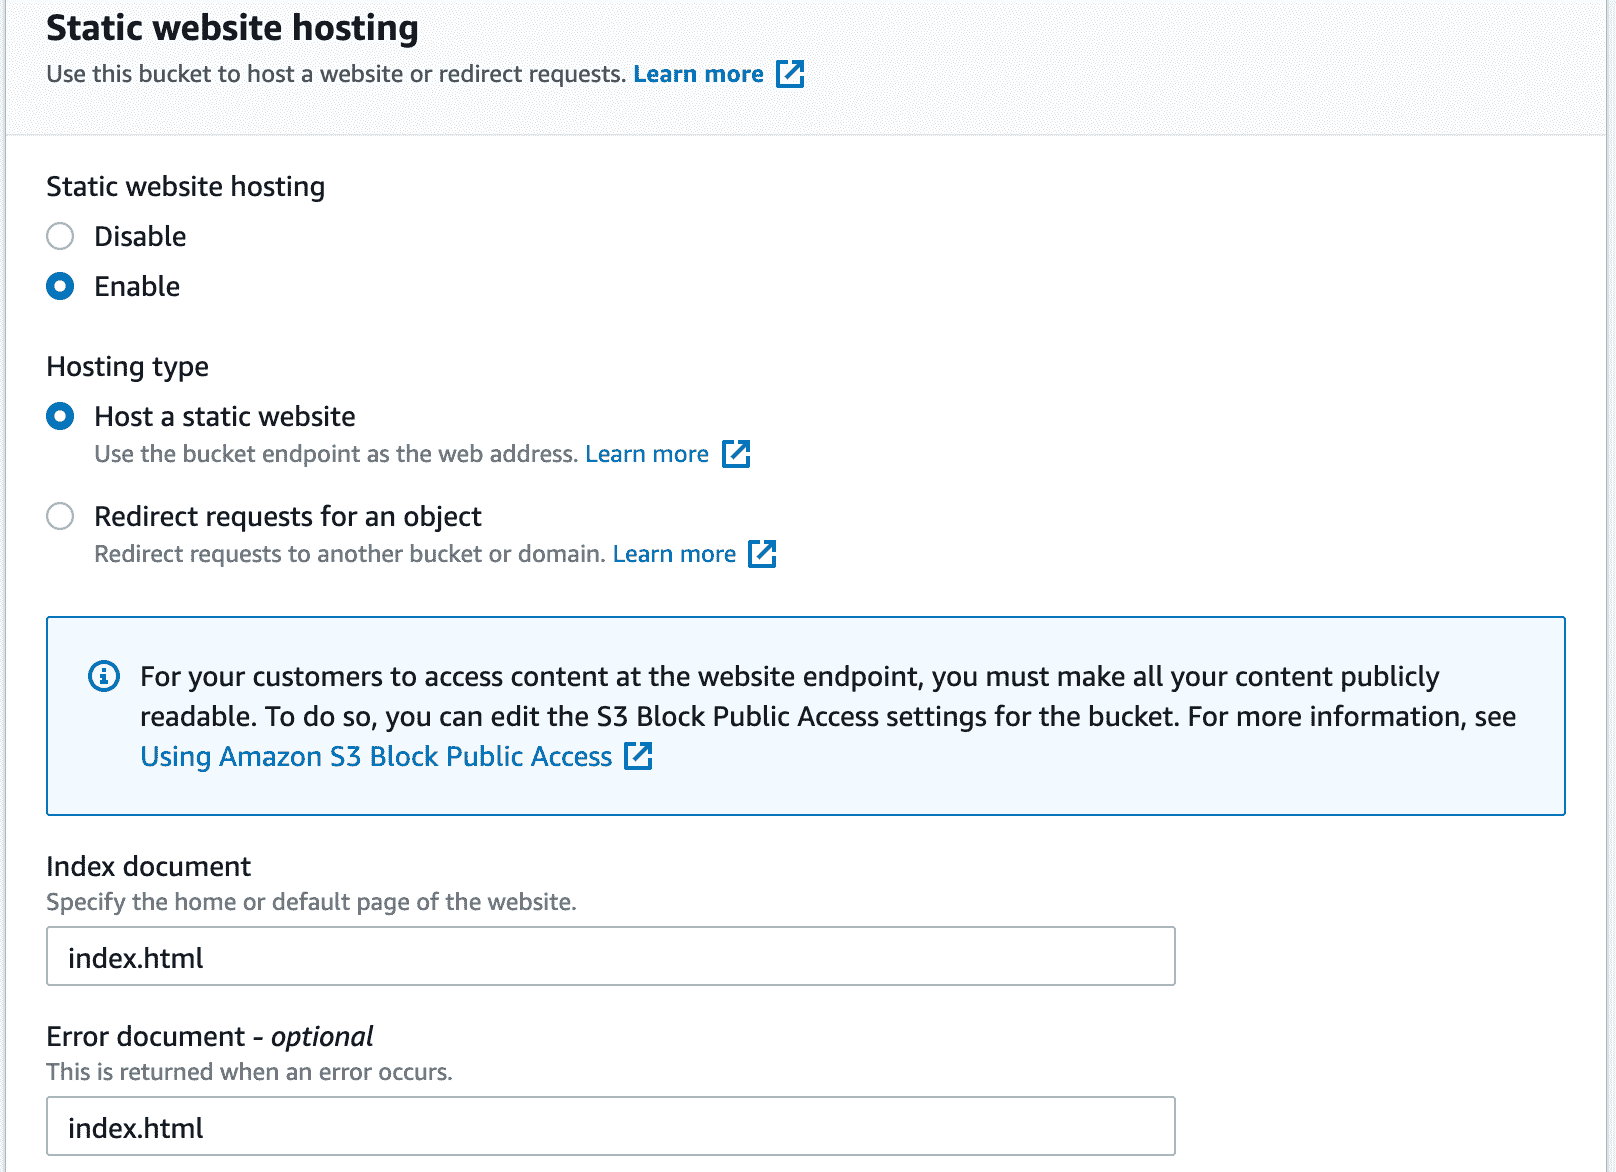 Static website hosting
Use this bucket to host a website or redirect requests. Learn more
Static website hosting
Disable
Enable
Hosting type
Host a static website
Use the bucket endpoint as the web address. Learn more
Redirect requests for an object
Redirect requests to another bucket or domain. Learn more
For your customers to access content at the website endpoint, you must make all your content publicly
readable. To do so, you can edit the S3 Block Public Access settings for the bucket. For more information, see
Using Amazon S3 Block Public Access
Index document
Specify the home or default page of the website.
index.html
Error document - optional
This is returned when an error occurs.
index.html